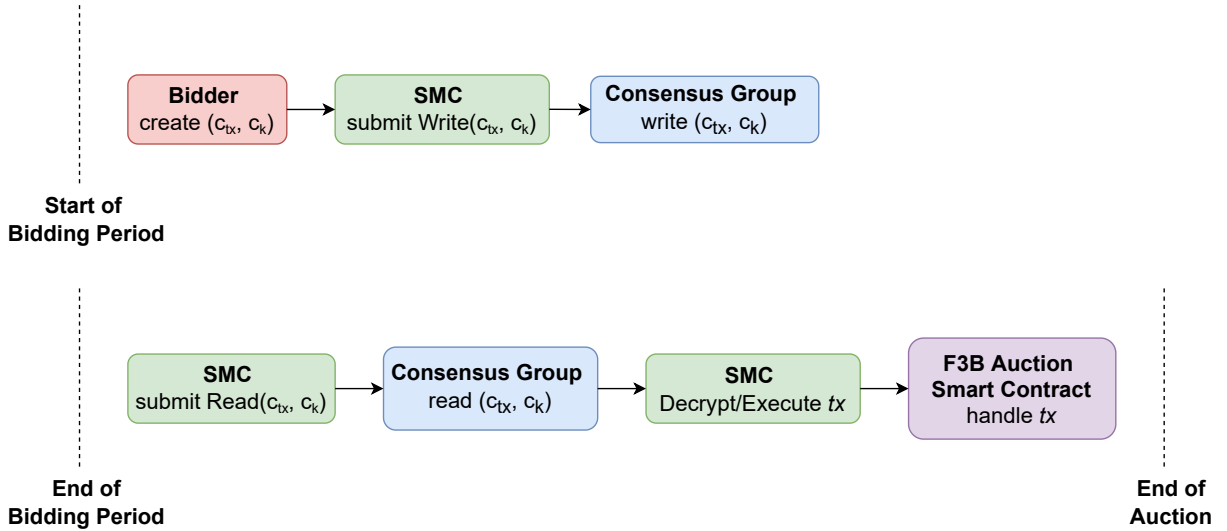 Bidder
create (c_tx, c_k)
SMC
submit Write(c_tx, c_k)
Consensus Group
write (c_tx, c_k)
Start of
Bidding Period
SMC
submit Read(c_tx, c_k)
Consensus Group
read (c_tx, c_k)
SMC
Decrypt/Execute tx
F3B Auction
Smart Contract
handle tx
End of
Bidding Period
End of
Auction